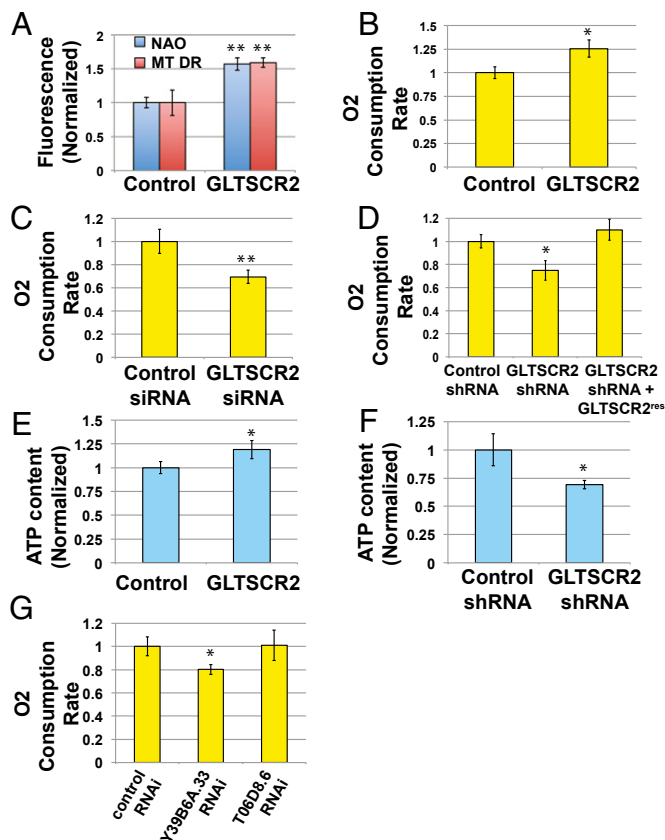 A
Fluorescence
(Normalized)
2
1.5
1
0.5
0
NAO
MT DR
** **
Control GLTSCR2
B
O2
Consumption
Rate
1.5
1.25
1
0.75
0.5
0.25
0
*
Control GLTSCR2
C
O2
Consumption
Rate
1.2
1
0.8
0.6
0.4
0.2
0
**
Control GLTSCR2
siRNA siRNA
D
O2
Consumption
Rate
1.2
1
0.8
0.6
0.4
0.2
0
*
Control GLTSCR2 GLTSCR2
shRNA shRNA shRNA +
GLTSCR2res
E
ATP content
(Normalized)
1.5
1.25
1
0.75
0.5
0.25
0
*
Control GLTSCR2
F
ATP content
(Normalized)
1.25
1
0.75
0.5
0.25
0
*
Control GLTSCR2
shRNA shRNA
G
O2
Consumption
Rate
1.2
1
0.8
0.6
0.4
0.2
0
*
control
RNAi
Y39B6A.33
RNAi
T06D8.6
RNAi